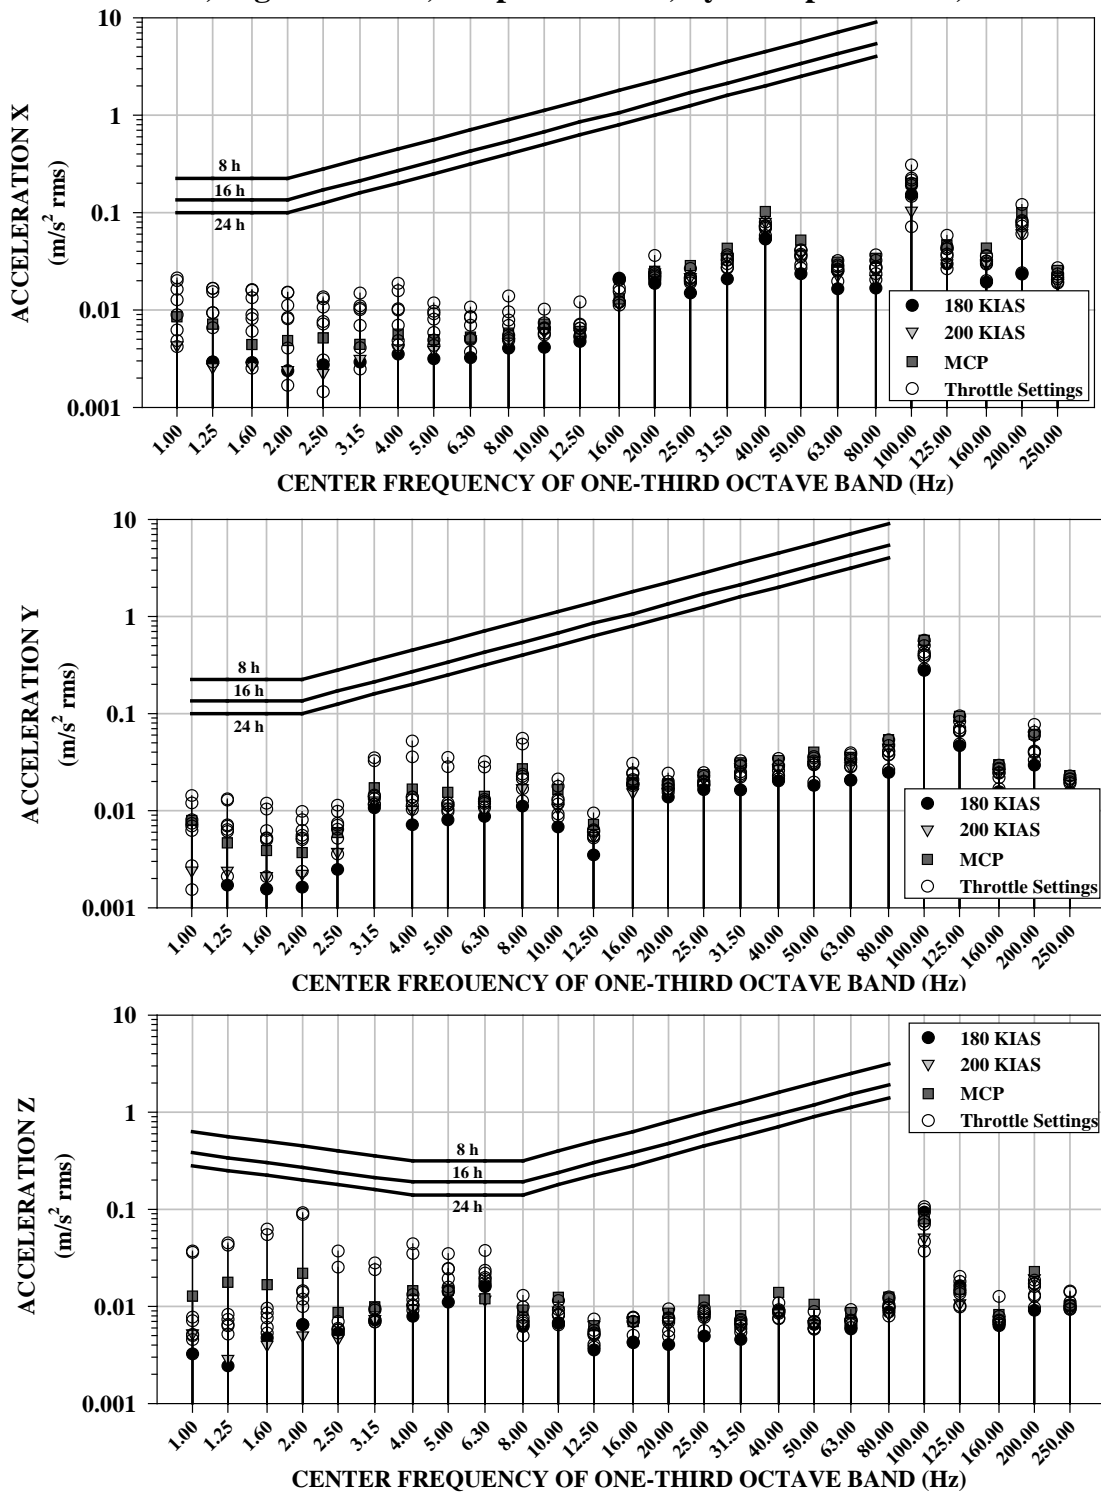 10
1
0.1
0.01
0.001
ACCELERATION X
(m/s² rms)
8 h
16 h
24 h
180 KIAS
200 KIAS
MCP
Throttle Settings
1.00 1.25 1.60 2.00 2.50 3.15 4.00 5.00 6.30 8.00 10.00 12.50 16.00 20.00 25.00 31.50 40.00 50.00 63.00 80.00 100.00 125.00 160.00 200.00 250.00
CENTER FREQUENCY OF ONE-THIRD OCTAVE BAND (Hz)
10
1
0.1
0.01
0.001
ACCELERATION Y
(m/s² rms)
8 h
16 h
24 h
180 KIAS
200 KIAS
MCP
Throttle Settings
1.00 1.25 1.60 2.00 2.50 3.15 4.00 5.00 6.30 8.00 10.00 12.50 16.00 20.00 25.00 31.50 40.00 50.00 63.00 80.00 100.00 125.00 160.00 200.00 250.00
CENTER FREQUENCY OF ONE-THIRD OCTAVE BAND (Hz)
10
1
0.1
0.01
0.001
ACCELERATION Z
(m/s² rms)
180 KIAS
200 KIAS
MCP
Throttle Settings
8 h
16 h
24 h
1.00 1.25 1.60 2.00 2.50 3.15 4.00 5.00 6.30 8.00 10.00 12.50 16.00 20.00 25.00 31.50 40.00 50.00 63.00 80.00 100.00 125.00 160.00 200.00 250.00
CENTER FREQUENCY OF ONE-THIRD OCTAVE BAND (Hz)